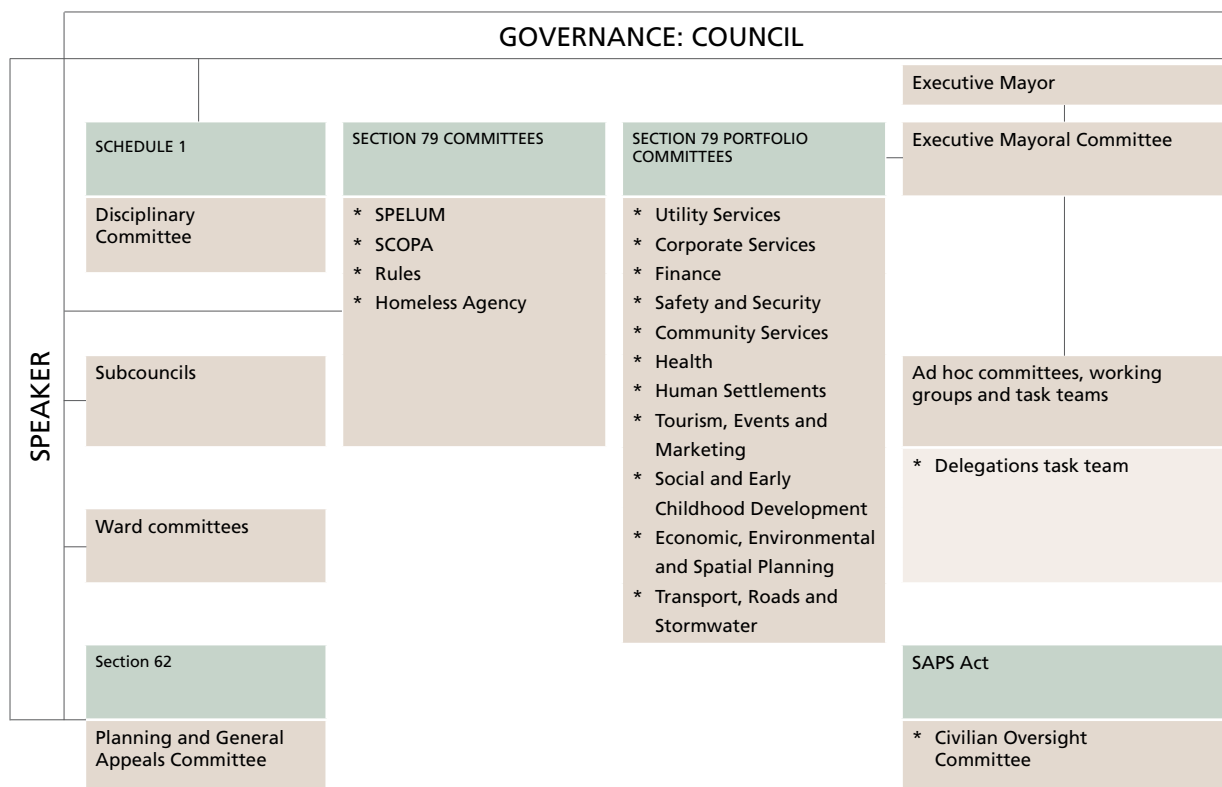 GOVERNANCE: COUNCIL
SPEAKER
Executive Mayor
SCHEDULE 1
Disciplinary
Committee
Subcouncils
Ward committees
Section 62
Planning and General
Appeals Committee
SECTION 79 COMMITTEES
* SPELUM
* SCOPA
* Rules
* Homeless Agency
SECTION 79 PORTFOLIO
COMMITTEES
* Utility Services
* Corporate Services
* Finance
* Safety and Security
* Community Services
* Health
* Human Settlements
* Tourism, Events and
Marketing
* Social and Early
Childhood Development
* Economic, Environmental
and Spatial Planning
* Transport, Roads and
Stormwater
Executive Mayoral Committee
Ad hoc committees, working
groups and task teams
* Delegations task team
SAPS Act
* Civilian Oversight
Committee